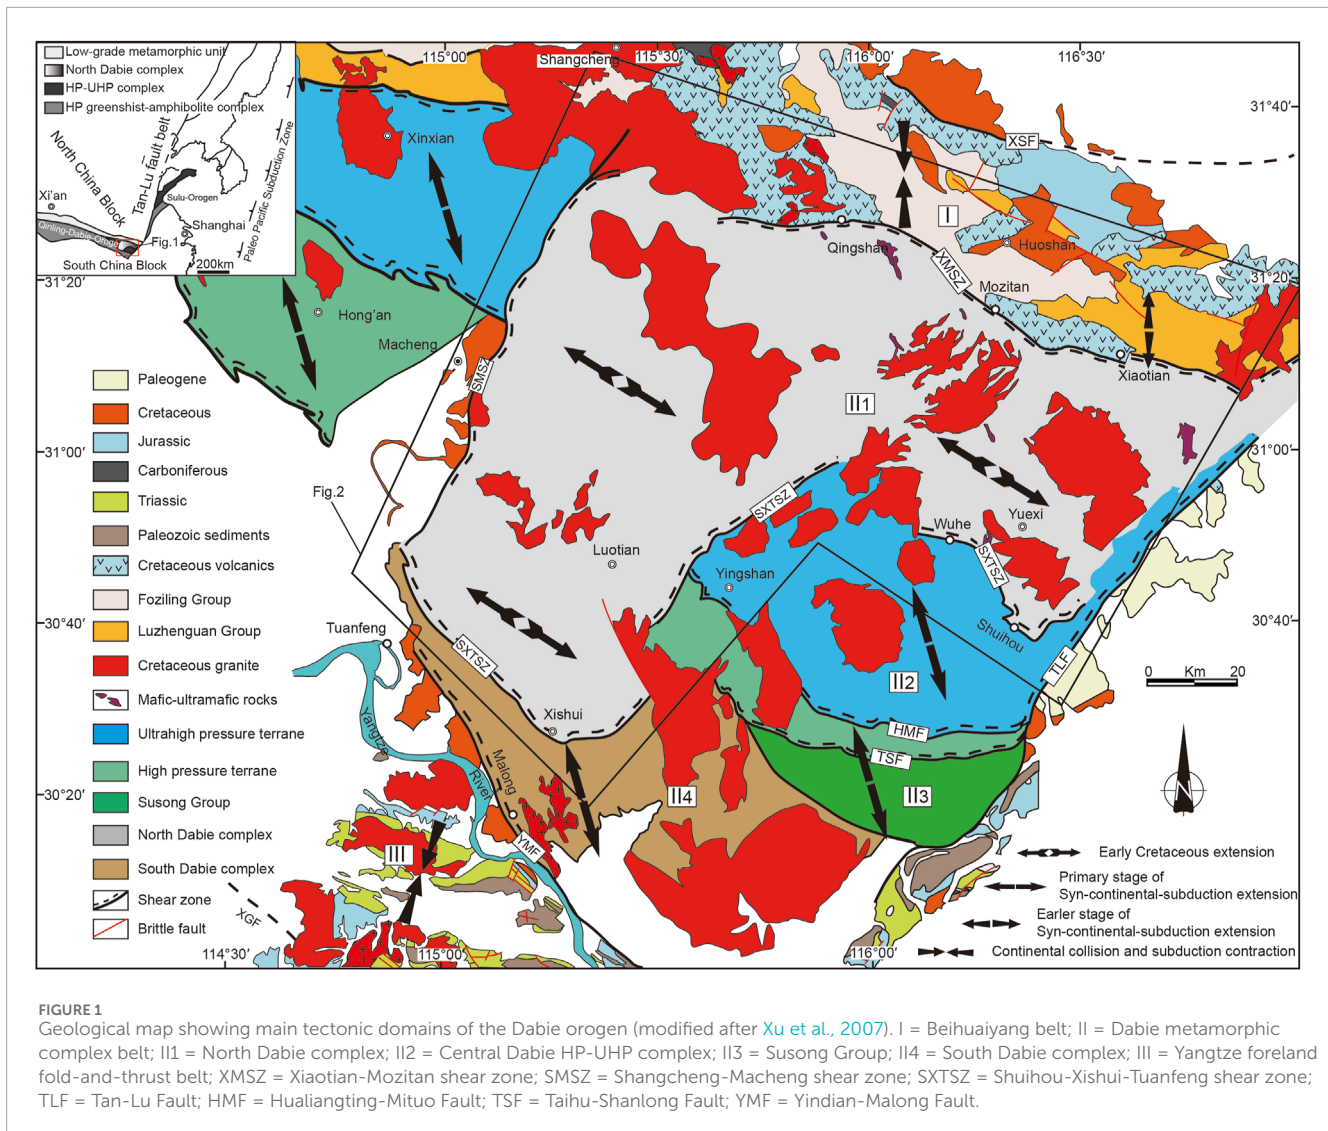 Low-grade metamorphic unit
North Dabie complex
HP-UHP complex
HP greenshist-amphibolite complex
North China Block
Tan-Lu fault belt
Paleo Pacific Subduction Zone
Xi'an
Sulu-Orogen
Shanghai
Qinling-Dabie-Orogen
Fig.1
South China Block
200km
115°00'
Shangcheng
115°30'
116°00'
116°30'
31°40'
XSF
Xinxian
I
Qingshan
Huoshan
XMSZ
Mozitan
31°20'
31°20'
Hong'an
Macheng
SMSZ
Xiaotian
II1
Paleogene
Cretaceous
Jurassic
Carboniferous
Triassic
Paleozoic sediments
Cretaceous volcanics
Foziling Group
Luzhenguan Group
Cretaceous granite
Mafic-ultramafic rocks
Ultrahigh pressure terrane
High pressure terrane
Susong Group
North Dabie complex
South Dabie complex
Shear zone
Brittle fault
31°00'
31°00'
Fig.2
SXTSZ
Wuhe
Yuexi
Luotian
SXTSZ
Yingshan
30°40'
30°40'
Tuanfeng
Shuihou
SXTSZ
TLF
0 Km 20
II2
Xishui
HMF
Yangtze
River
Malong
TSF
30°20'
II4
II3
N
YMF
III
XGF
Early Cretaceous extension
Primary stage of
Syn-continental-subduction extension
Earler stage of
Syn-continental-subduction extension
Continental collision and subduction contraction
114°30'
115°00'
116°00'
FIGURE 1
Geological map showing main tectonic domains of the Dabie orogen (modified after Xu et al., 2007). I = Beihuaiyang belt; II = Dabie metamorphic
complex belt; II1 = North Dabie complex; II2 = Central Dabie HP-UHP complex; II3 = Susong Group; II4 = South Dabie complex; III = Yangtze foreland
fold-and-thrust belt; XMSZ = Xiaotian-Mozitan shear zone; SMSZ = Shangcheng-Macheng shear zone; SXTSZ = Shuihou-Xishui-Tuanfeng shear zone;
TLF = Tan-Lu Fault; HMF = Hualiangting-Mituo Fault; TSF = Taihu-Shanlong Fault; YMF = Yindian-Malong Fault.